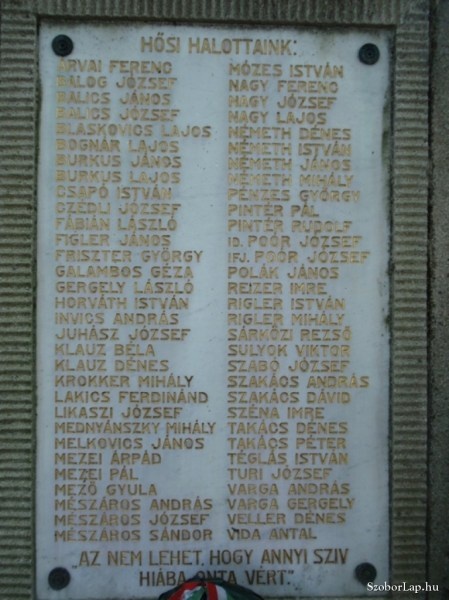 HŐSI HALOTTAINK:
ÁRVAI FERENC
BALOG JÓZSEF
BALICS JÁNOS
BALICS JÓZSEF
BLASKOVICS LAJOS
BOGNÁR LAJOS
BURKUS JÁNOS
BURKUS LAJOS
CSAPÓ ISTVÁN
CZÉDLI JÓZSEF
FÁBIÁN LÁSZLÓ
FIGLER JÁNOS
FRISZTER GYÖRGY
GALAMBOS GÉZA
GERGELY LÁSZLÓ
HORVÁTH ISTVÁN
INVICS ANDRÁS
JUHÁSZ JÓZSEF
KLAUZ BÉLA
KLAUZ DÉNES
KROKKER MIHÁLY
LAKICS FERDINÁND
LIKASZI JÓZSEF
MEDNYÁNSZKY MIHÁLY
MELKOVICS JÁNOS
MEZEI ÁRPÁD
MEZEI PÁL
MEZŐ GYULA
MÉSZÁROS ANDRÁS
MÉSZÁROS JÓZSEF
MÉSZÁROS SÁNDOR
MÓZES ISTVÁN
NAGY FERENC
NAGY JÓZSEF
NAGY LAJOS
NÉMETH DÉNES
NÉMETH ISTVÁN
NÉMETH JÁNOS
NÉMETH MIHÁLY
PÉNZES GYÖRGY
PINTÉR PÁL
PINTÉR RUDOLF
ID. POÓR JÓZSEF
IFJ. POÓR JÓZSEF
POLÁK JÁNOS
REIZER IMRE
RIGLER ISTVÁN
RIGLER MIHÁLY
SÁRKÖZI REZSŐ
SULYOK VIKTOR
SZABÓ JÓZSEF
SZAKÁCS ANDRÁS
SZAKÁCS DÁVID
SZÉNA IMRE
TAKÁCS DÉNES
TAKÁCS PÉTER
TÉGLÁS ISTVÁN
TURI JÓZSEF
VARGA ANDRÁS
VARGA GERGELY
VELLER DÉNES
VIDA ANTAL
„AZ NEM LEHET, HOGY ANNYI SZIV
HIÁBA ONTA VÉRT."
SzoborLap.hu